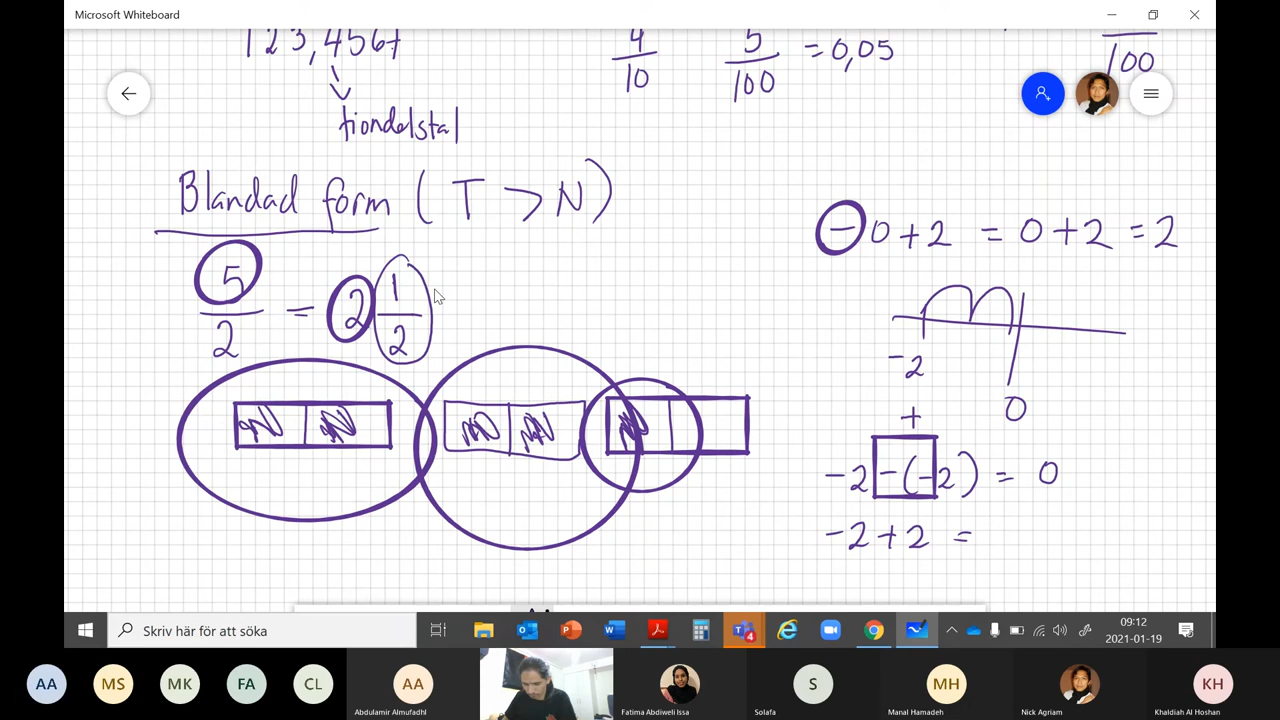 Microsoft Whiteboard
123,4567
4/10
5/100 = 0,05
/100
tiondelstal
Blandad form ( T > N )
5/2 = 2 1/2
-0+2 = 0+2 = 2
-2
0
+
-2 -(-2) = 0
-2+2 =
Skriv här för att söka
4
09:12
2021-01-19
AA
MS
MK
FA
CL
AA
S
MH
KH
Abdulamir Almufadhl
Fatima Abdiweli Issa
Solafa
Manal Hamadeh
Nick Agriam
Khaldiah Al Hoshan